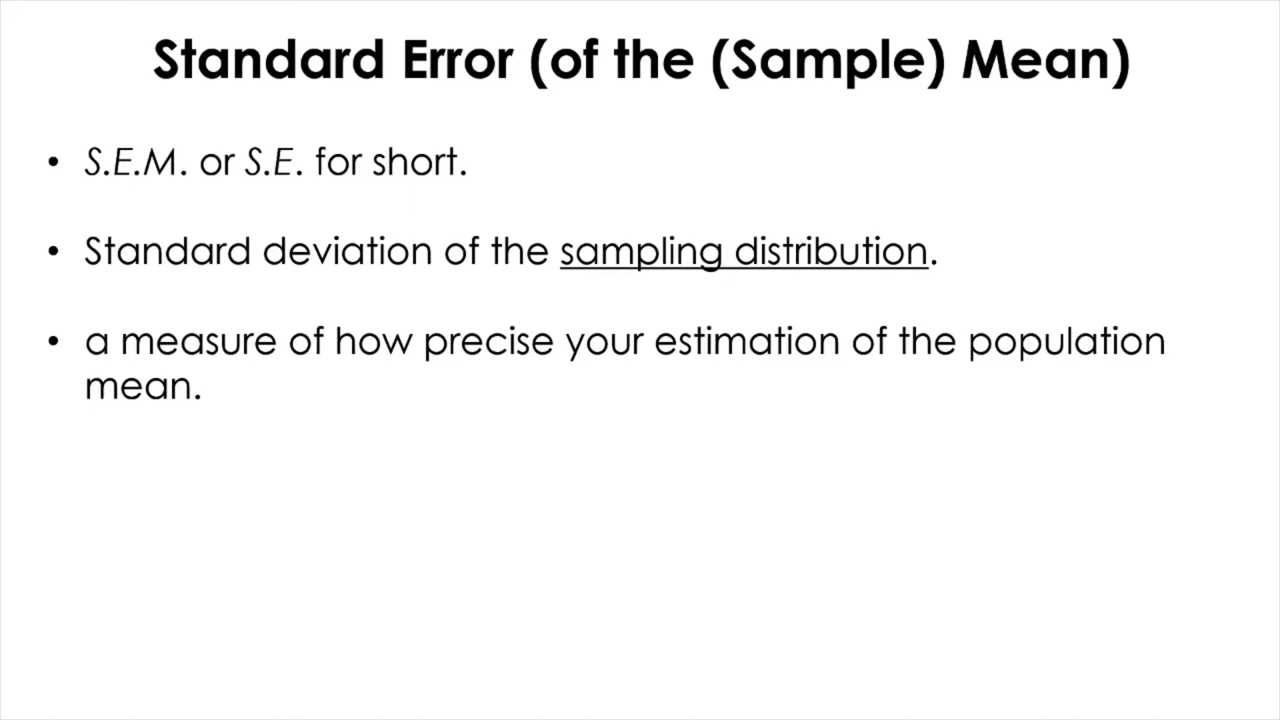 Standard Error (of the (Sample) Mean)
• S.E.M. or S.E. for short.
• Standard deviation of the sampling distribution.
• a measure of how precise your estimation of the population
mean.